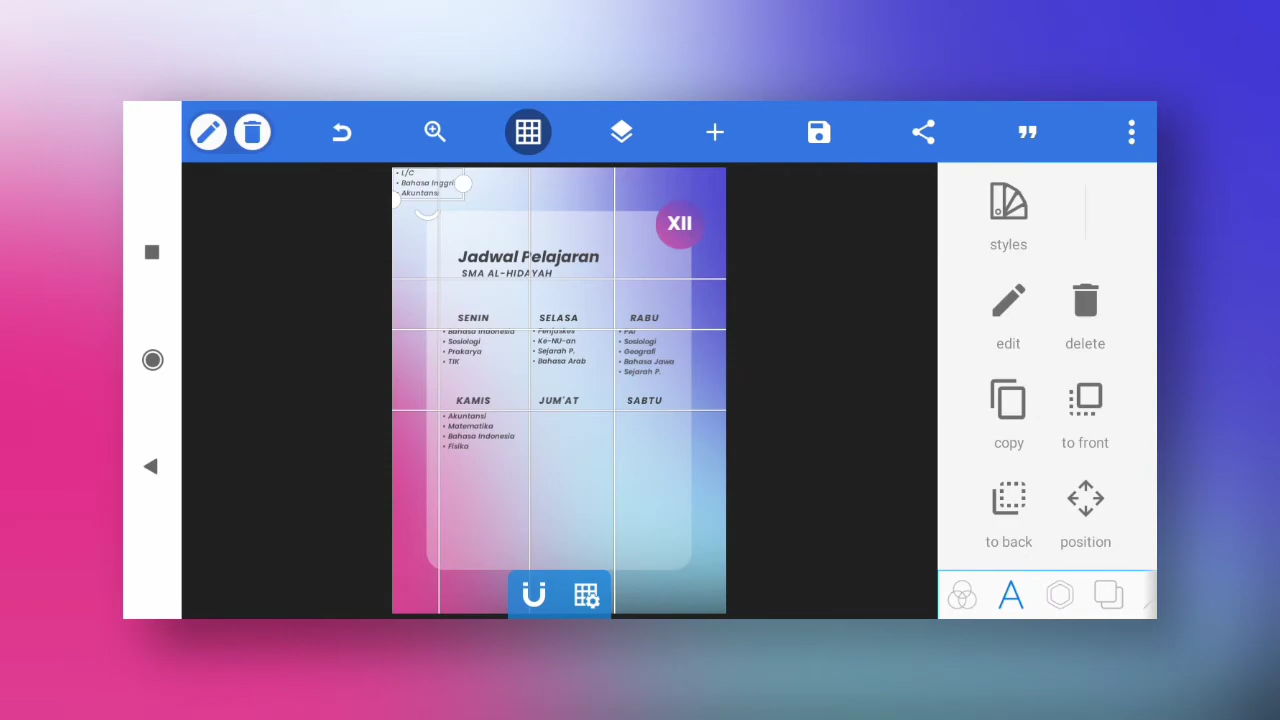 • L/C
• Bahasa Inggri
• Akuntansi
XII
Jadwal Pelajaran
SMA AL-HIDAYAH
SENIN
• Bahasa Indonesia
• Sosiologi
• Prakarya
• TIK
SELASA
• Penjaskes
• Ke-NU-an
• Sejarah P.
• Bahasa Arab
RABU
• PAI
• Sosiologi
• Geografi
• Bahasa Jawa
• Sejarah P.
KAMIS
• Akuntansi
• Matematika
• Bahasa Indonesia
• Fisika
JUM'AT
SABTU
styles
edit
delete
copy
to front
to back
position